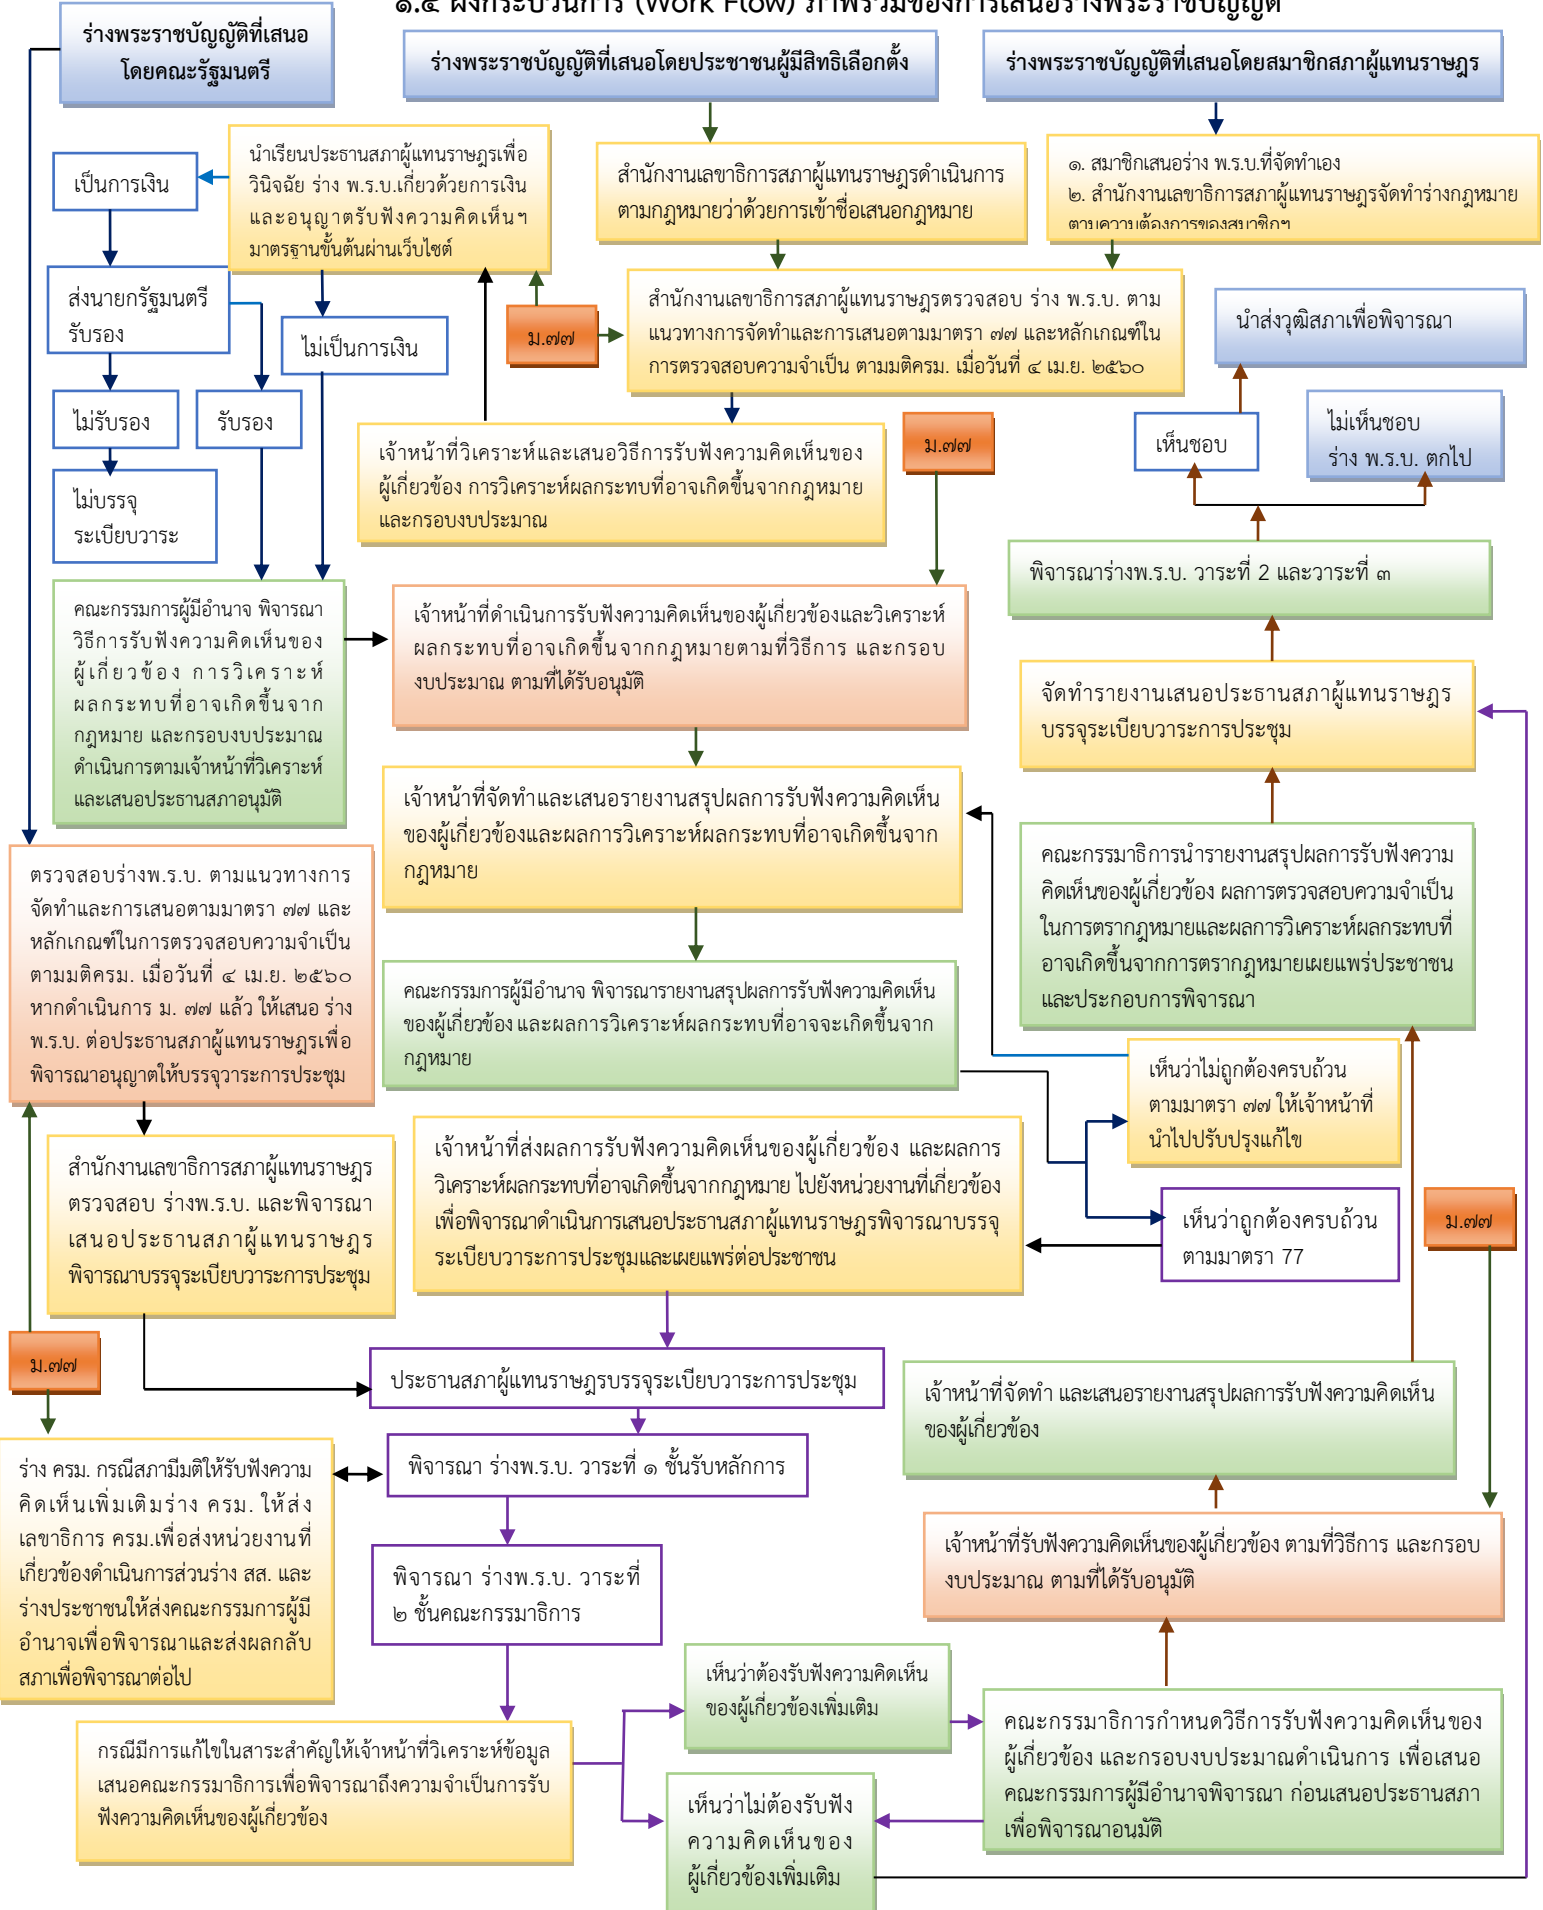 ๑.๔ ผังกระบวนการ (Work Flow) ภาพรวมของการเสนอร่างพระราชบัญญัติ
ร่างพระราชบัญญัติที่เสนอ
โดยคณะรัฐมนตรี
ร่างพระราชบัญญัติที่เสนอโดยประชาชนผู้มีสิทธิเลือกตั้ง
ร่างพระราชบัญญัติที่เสนอโดยสมาชิกสภาผู้แทนราษฎร
เป็นการเงิน
นำเรียนประธานสภาผู้แทนราษฎรเพื่อ
วินิจฉัย ร่าง พ.ร.บ.เกี่ยวด้วยการเงิน
และอนุญาตรับฟังความคิดเห็นฯ
มาตรฐานขั้นต้นผ่านเว็บไซต์
สำนักงานเลขาธิการสภาผู้แทนราษฎรดำเนินการ
ตามกฎหมายว่าด้วยการเข้าชื่อเสนอกฎหมาย
๑. สมาชิกเสนอร่าง พ.ร.บ.ที่จัดทำเอง
๒. สำนักงานเลขาธิการสภาผู้แทนราษฎรจัดทำร่างกฎหมาย
ตามความต้องการของสมาชิกฯ
ส่งนายกรัฐมนตรี
รับรอง
ไม่เป็นการเงิน
ม.๗๗
สำนักงานเลขาธิการสภาผู้แทนราษฎรตรวจสอบ ร่าง พ.ร.บ. ตาม
แนวทางการจัดทำและการเสนอตามมาตรา ๗๗ และหลักเกณฑ์ใน
การตรวจสอบความจำเป็น ตามมติครม. เมื่อวันที่ ๔ เม.ย. ๒๕๖๐
นำส่งวุฒิสภาเพื่อพิจารณา
ไม่รับรอง
รับรอง
เจ้าหน้าที่วิเคราะห์และเสนอวิธีการรับฟังความคิดเห็นของ
ผู้เกี่ยวข้อง การวิเคราะห์ผลกระทบที่อาจเกิดขึ้นจากกฎหมาย
และกรอบงบประมาณ
ม.๗๗
เห็นชอบ
ไม่เห็นชอบ
ร่าง พ.ร.บ. ตกไป
ไม่บรรจุ
ระเบียบวาระ
พิจารณาร่างพ.ร.บ. วาระที่ 2 และวาระที่ ๓
คณะกรรมการผู้มีอำนาจ พิจารณา
วิธีการรับฟังความคิดเห็นของ
ผู้เกี่ยวข้อง การวิเคราะห์
ผลกระทบที่อาจเกิดขึ้นจาก
กฎหมาย และกรอบงบประมาณ
ดำเนินการตามเจ้าหน้าที่วิเคราะห์
และเสนอประธานสภาอนุมัติ
เจ้าหน้าที่ดำเนินการรับฟังความคิดเห็นของผู้เกี่ยวข้องและวิเคราะห์
ผลกระทบที่อาจเกิดขึ้นจากกฎหมายตามที่วิธีการ และกรอบ
งบประมาณ ตามที่ได้รับอนุมัติ
จัดทำรายงานเสนอประธานสภาผู้แทนราษฎร
บรรจุระเบียบวาระการประชุม
เจ้าหน้าที่จัดทำและเสนอรายงานสรุปผลการรับฟังความคิดเห็น
ของผู้เกี่ยวข้องและผลการวิเคราะห์ผลกระทบที่อาจเกิดขึ้นจาก
กฎหมาย
คณะกรรมาธิการนำรายงานสรุปผลการรับฟังความ
คิดเห็นของผู้เกี่ยวข้อง ผลการตรวจสอบความจำเป็น
ในการตรากฎหมายและผลการวิเคราะห์ผลกระทบที่
อาจเกิดขึ้นจากการตรากฎหมายเผยแพร่ประชาชน
และประกอบการพิจารณา
ตรวจสอบร่างพ.ร.บ. ตามแนวทางการ
จัดทำและการเสนอตามมาตรา ๗๗ และ
หลักเกณฑ์ในการตรวจสอบความจำเป็น
ตามมติครม. เมื่อวันที่ ๔ เม.ย. ๒๕๖๐
หากดำเนินการ ม. ๗๗ แล้ว ให้เสนอ ร่าง
พ.ร.บ. ต่อประธานสภาผู้แทนราษฎรเพื่อ
พิจารณาอนุญาตให้บรรจุวาระการประชุม
คณะกรรมการผู้มีอำนาจ พิจารณารายงานสรุปผลการรับฟังความคิดเห็น
ของผู้เกี่ยวข้อง และผลการวิเคราะห์ผลกระทบที่อาจจะเกิดขึ้นจาก
กฎหมาย
เห็นว่าไม่ถูกต้องครบถ้วน
ตามมาตรา ๗๗ ให้เจ้าหน้าที่
นำไปปรับปรุงแก้ไข
สำนักงานเลขาธิการสภาผู้แทนราษฎร
ตรวจสอบ ร่างพ.ร.บ. และพิจารณา
เสนอประธานสภาผู้แทนราษฎร
พิจารณาบรรจุระเบียบวาระการประชุม
เจ้าหน้าที่ส่งผลการรับฟังความคิดเห็นของผู้เกี่ยวข้อง และผลการ
วิเคราะห์ผลกระทบที่อาจเกิดขึ้นจากกฎหมาย ไปยังหน่วยงานที่เกี่ยวข้อง
เพื่อพิจารณาดำเนินการเสนอประธานสภาผู้แทนราษฎรพิจารณาบรรจุ
ระเบียบวาระการประชุมและเผยแพร่ต่อประชาชน
เห็นว่าถูกต้องครบถ้วน
ตามมาตรา 77
ม.๗๗
ม.๗๗
ประธานสภาผู้แทนราษฎรบรรจุระเบียบวาระการประชุม
เจ้าหน้าที่จัดทำ และเสนอรายงานสรุปผลการรับฟังความคิดเห็น
ของผู้เกี่ยวข้อง
พิจารณา ร่างพ.ร.บ. วาระที่ ๑ ชั้นรับหลักการ
ร่าง ครม. กรณีสภามีมติให้รับฟังความ
คิดเห็นเพิ่มเติมร่าง ครม. ให้ส่ง
เลขาธิการ ครม.เพื่อส่งหน่วยงานที่
เกี่ยวข้องดำเนินการส่วนร่าง สส. และ
ร่างประชาชนให้ส่งคณะกรรมการผู้มี
อำนาจเพื่อพิจารณาและส่งผลกลับ
สภาเพื่อพิจารณาต่อไป
พิจารณา ร่างพ.ร.บ. วาระที่
๒ ชั้นคณะกรรมาธิการ
เจ้าหน้าที่รับฟังความคิดเห็นของผู้เกี่ยวข้อง ตามที่วิธีการ และกรอบ
งบประมาณ ตามที่ได้รับอนุมัติ
เห็นว่าต้องรับฟังความคิดเห็น
ของผู้เกี่ยวข้องเพิ่มเติม
กรณีมีการแก้ไขในสาระสำคัญให้เจ้าหน้าที่วิเคราะห์ข้อมูล
เสนอคณะกรรมาธิการเพื่อพิจารณาถึงความจำเป็นการรับ
ฟังความคิดเห็นของผู้เกี่ยวข้อง
คณะกรรมาธิการกำหนดวิธีการรับฟังความคิดเห็นของ
ผู้เกี่ยวข้อง และกรอบงบประมาณดำเนินการ เพื่อเสนอ
คณะกรรมการผู้มีอำนาจพิจารณา ก่อนเสนอประธานสภา
เพื่อพิจารณาอนุมัติ
เห็นว่าไม่ต้องรับฟัง
ความคิดเห็นของ
ผู้เกี่ยวข้องเพิ่มเติม